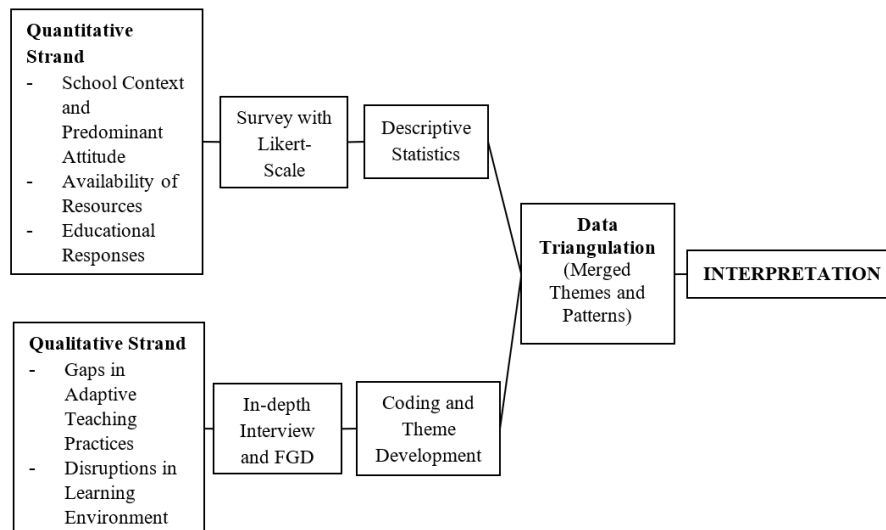 Quantitative
Strand
- School Context
and
Predominant
Attitude
- Availability of
Resources
- Educational
Responses
Survey with
Likert-
Scale
Descriptive
Statistics
Qualitative Strand
- Gaps in
Adaptive
Teaching
Practices
- Disruptions in
Learning
Environment
In-depth
Interview
and FGD
Coding and
Theme
Development
Data
Triangulation
(Merged
Themes and
Patterns)
INTERPRETATION